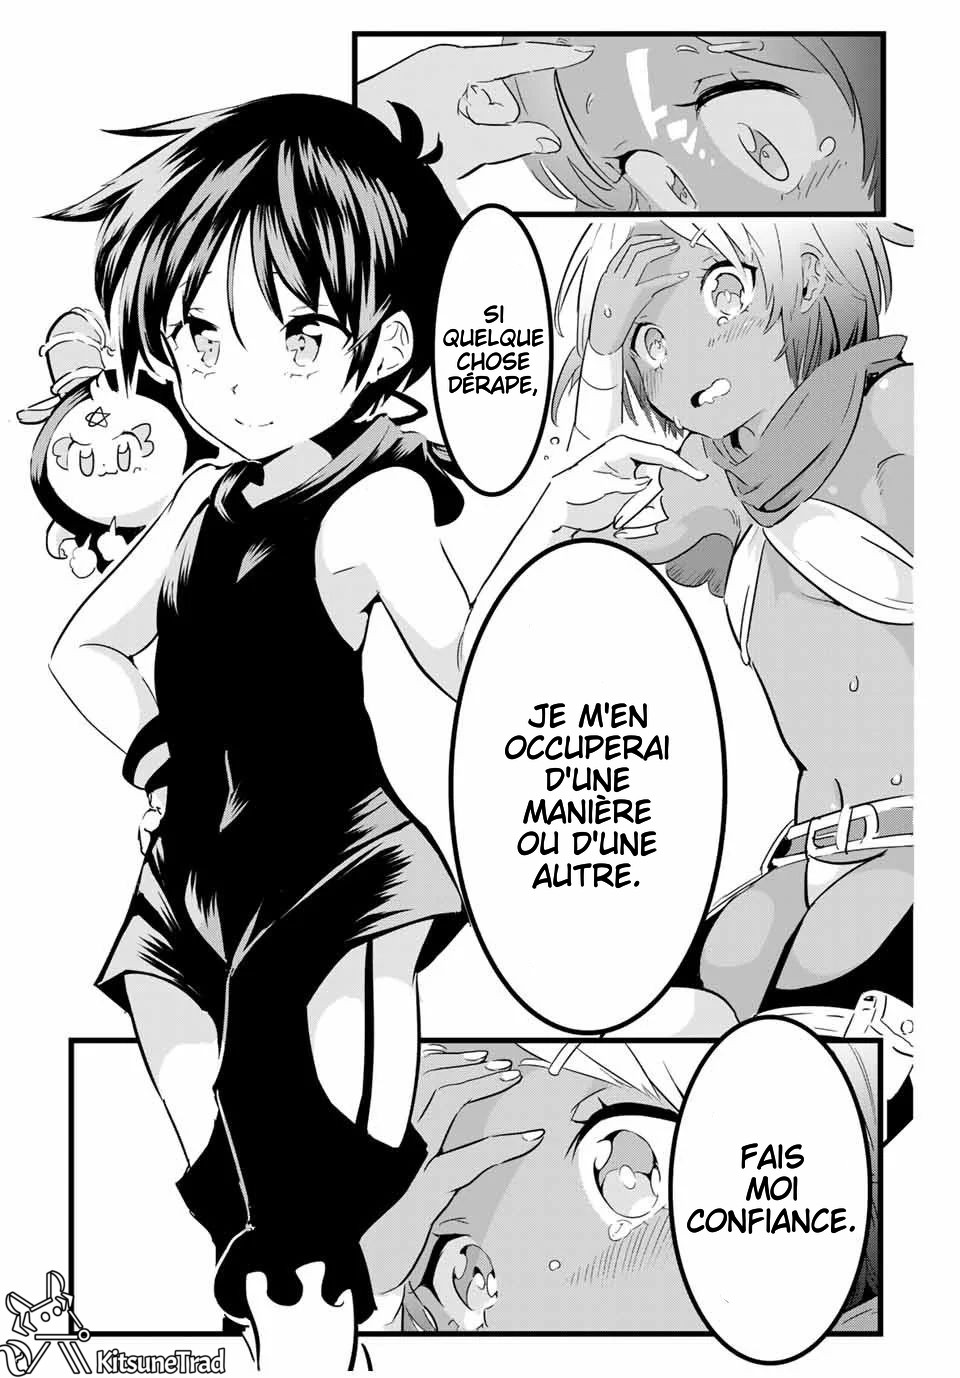 SI
QUELQUE
CHOSE
DÉRAPE,
JE M'EN
OCCUPERAI
D'UNE
MANIÈRE
OU D'UNE
AUTRE.
FAIS
MOI
CONFIANCE.
KitsuneTrad